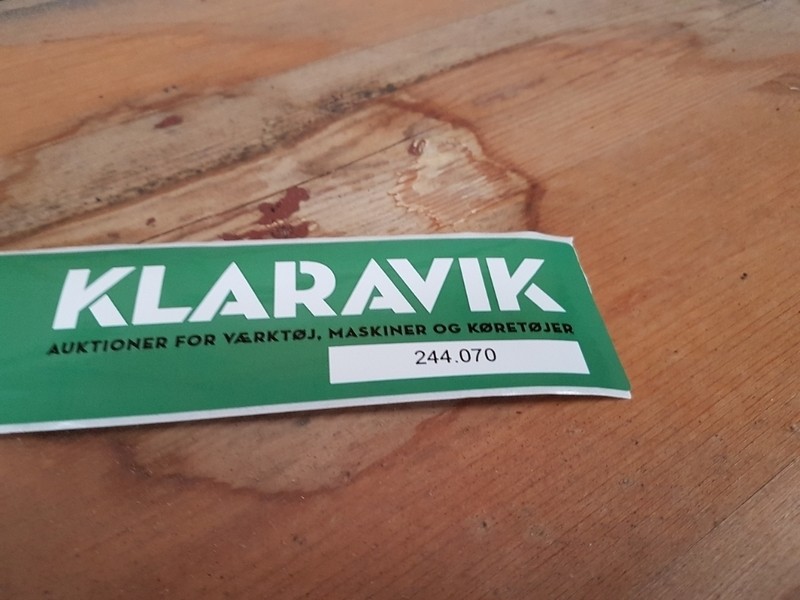 KLARAVIK
AUKTIONER FOR VÆRKTØJ, MASKINER OG KØRETØJER
244.070